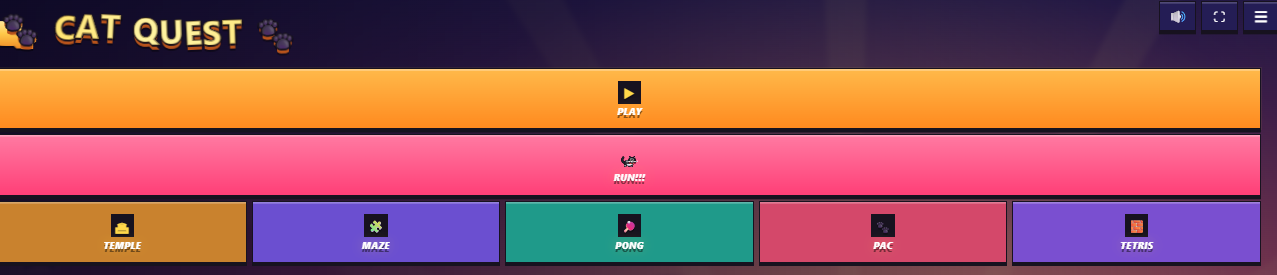 CAT QUEST
PLAY
RUN!!!
TEMPLE
MAZE
PONG
PAC
TETRIS